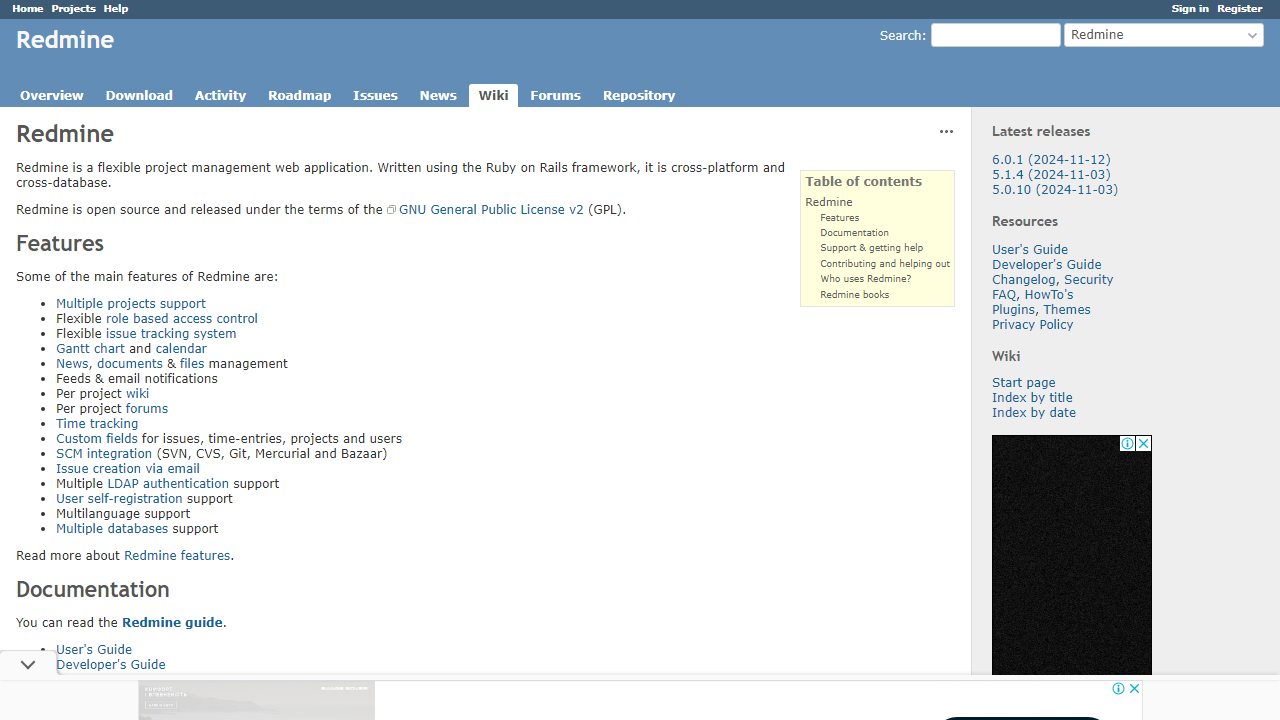 Home Projects Help
Sign in Register
Redmine
Search:
Redmine
Overview Download Activity Roadmap Issues News Wiki Forums Repository
Redmine
Redmine is a flexible project management web application. Written using the Ruby on Rails framework, it is cross-platform and
cross-database.
Redmine is open source and released under the terms of the GNU General Public License v2 (GPL).
Table of contents
Redmine
Features
Documentation
Support & getting help
Contributing and helping out
Who uses Redmine?
Redmine books
Features
Some of the main features of Redmine are:
Multiple projects support
Flexible role based access control
Flexible issue tracking system
Gantt chart and calendar
News, documents & files management
Feeds & email notifications
Per project wiki
Per project forums
Time tracking
Custom fields for issues, time-entries, projects and users
SCM integration (SVN, CVS, Git, Mercurial and Bazaar)
Issue creation via email
Multiple LDAP authentication support
User self-registration support
Multilanguage support
Multiple databases support
Read more about Redmine features.
Documentation
You can read the Redmine guide.
User's Guide
Developer's Guide
Latest releases
6.0.1 (2024-11-12)
5.1.4 (2024-11-03)
5.0.10 (2024-11-03)
Resources
User's Guide
Developer's Guide
Changelog, Security
FAQ, HowTo's
Plugins, Themes
Privacy Policy
Wiki
Start page
Index by title
Index by date